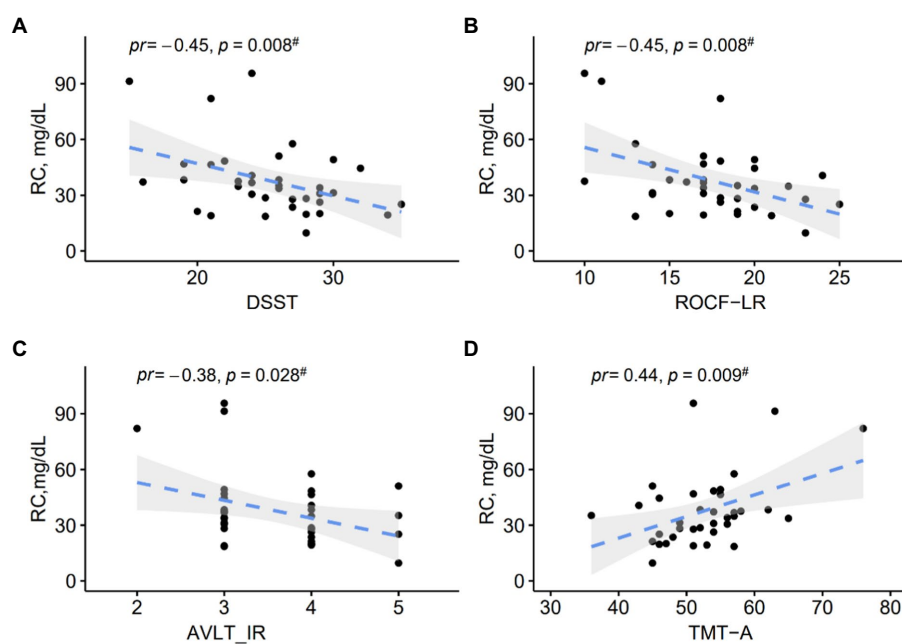 A
pr= −0.45, p = 0.008#
RC, mg/dL
90
60
30
0
20
30
DSST
B
pr= −0.45, p = 0.008#
RC, mg/dL
90
60
30
0
10
15
20
25
ROCF−LR
C
pr= −0.38, p = 0.028#
RC,mg/dL
90
60
30
0
2
3
4
5
AVLT_IR
D
pr= 0.44, p = 0.009#
RC, mg/dL
90
60
30
0
30
40
50
60
70
80
TMT−A